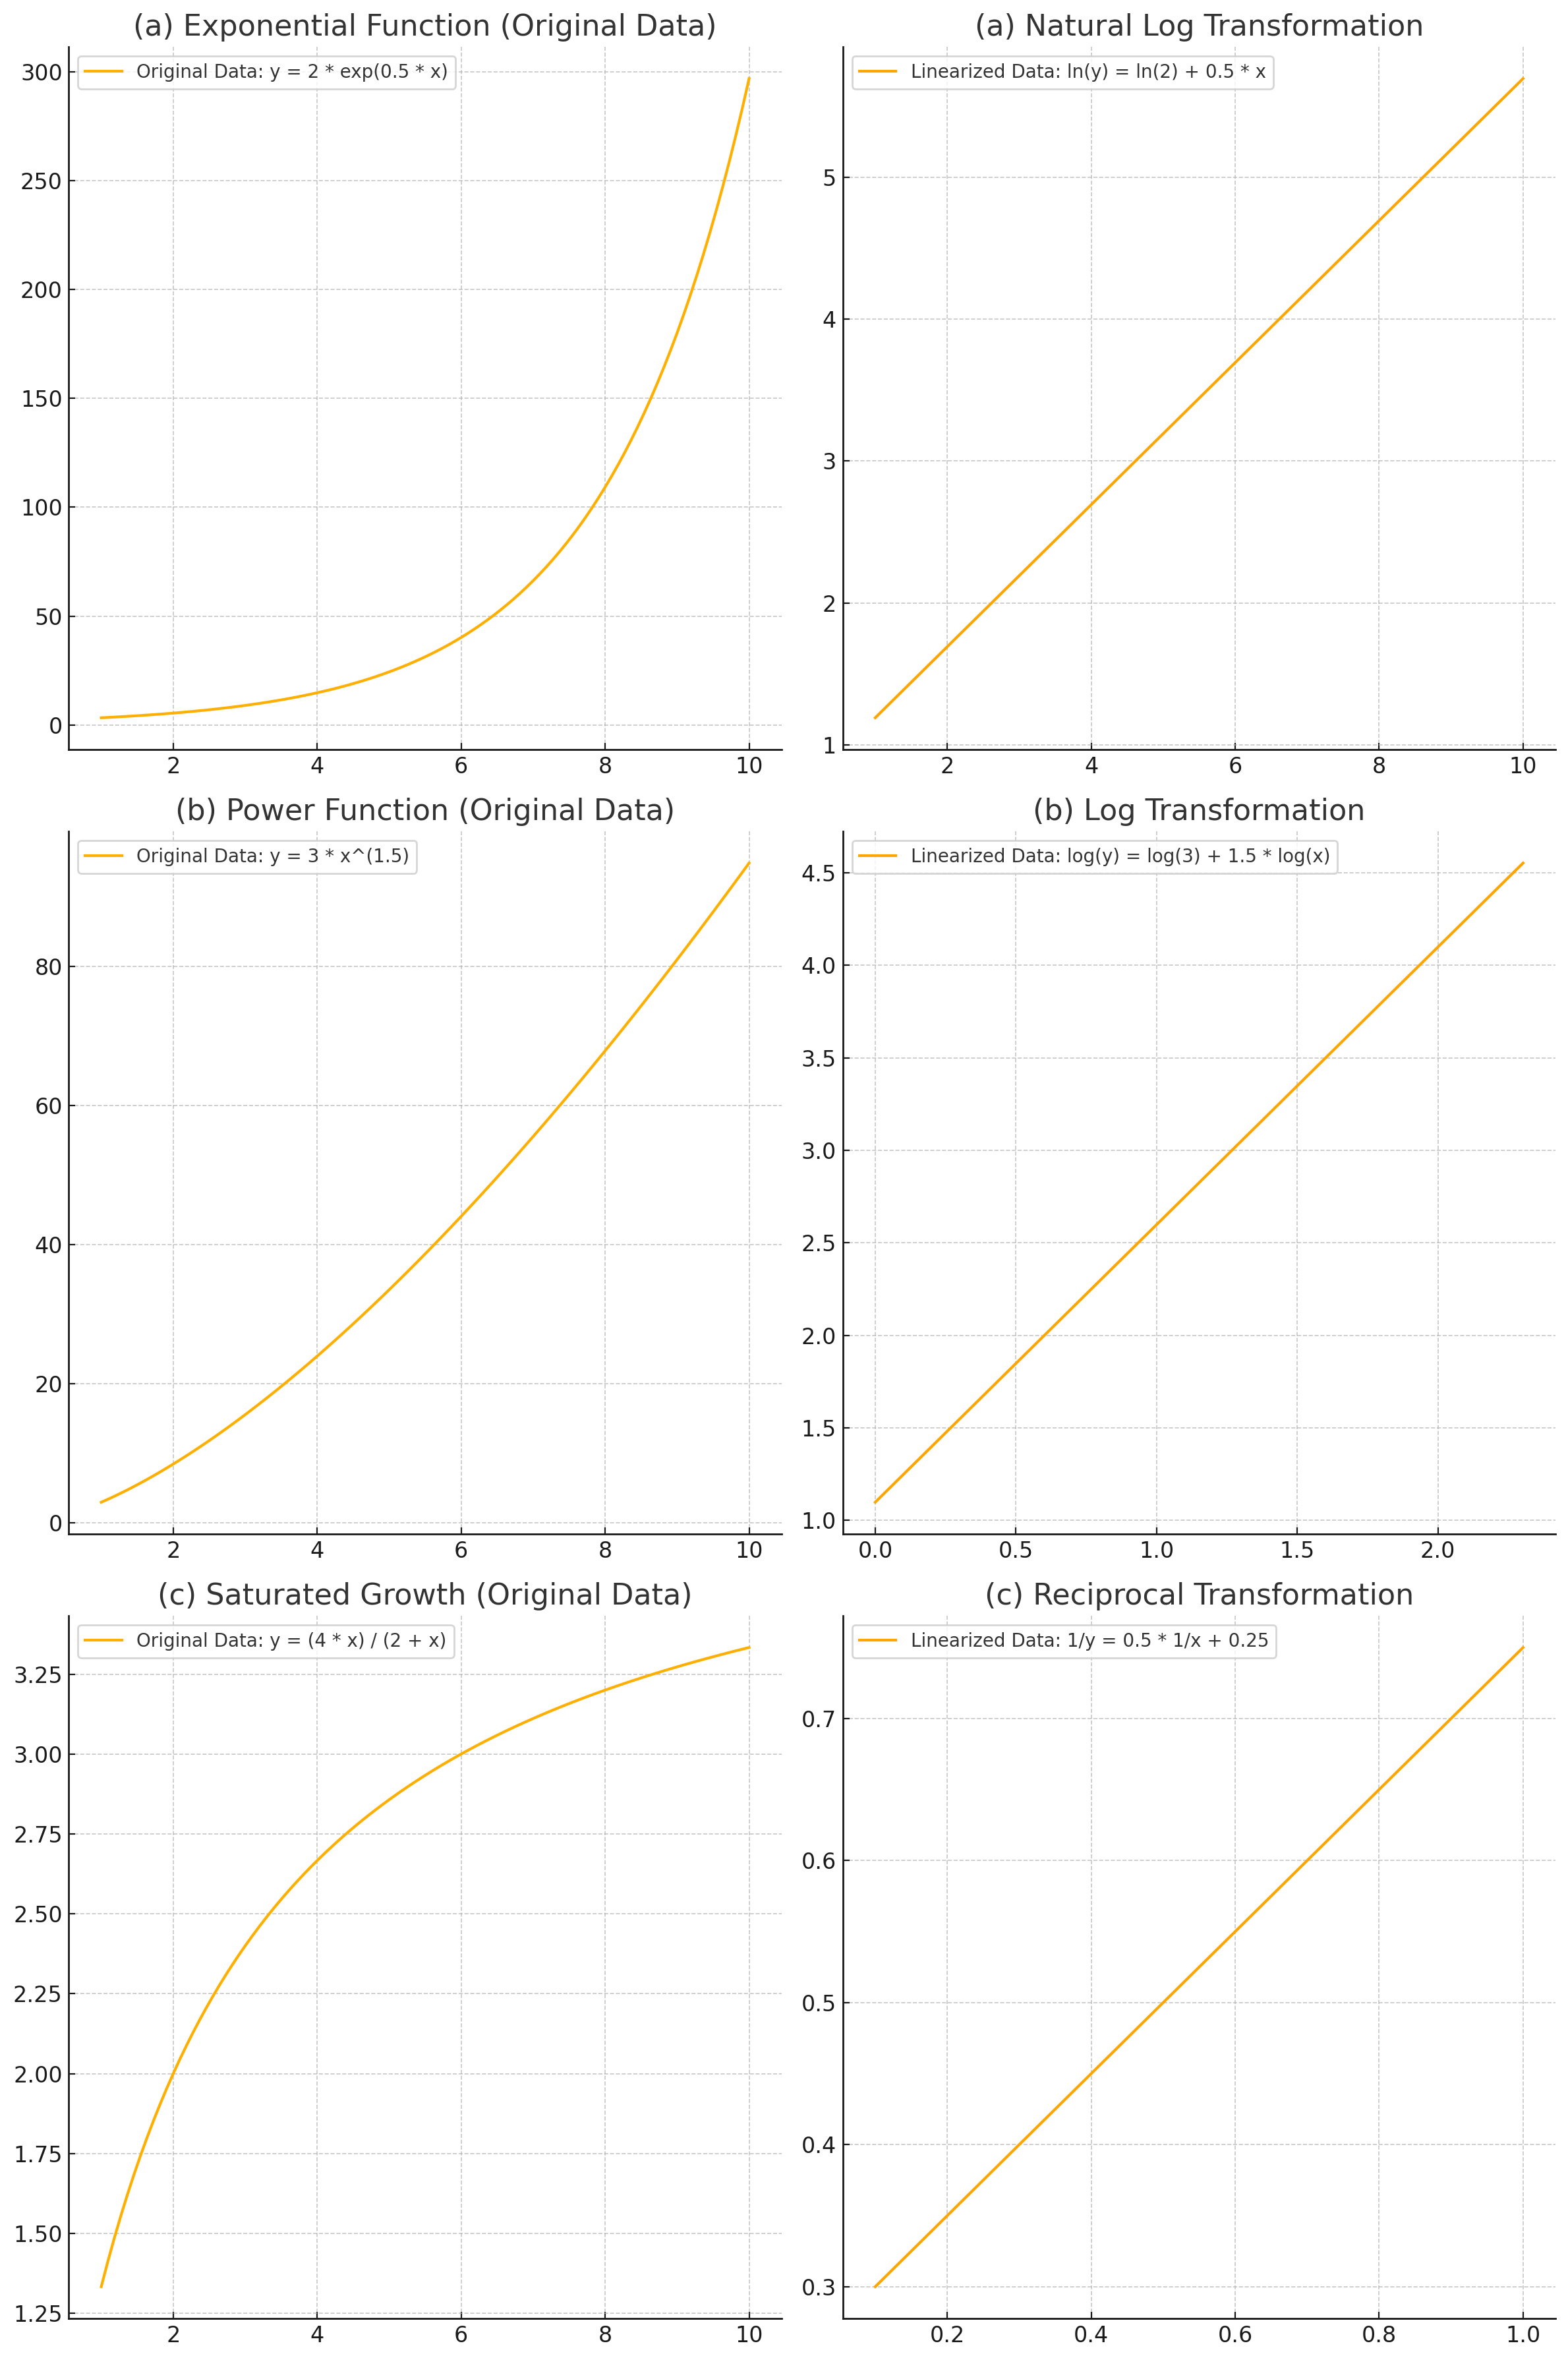 (a) Exponential Function (Original Data)
Original Data: y = 2 * exp(0.5 * x)
300
250
200
150
100
50
0
2 4 6 8 10
(a) Natural Log Transformation
Linearized Data: ln(y) = ln(2) + 0.5 * x
5
4
3
2
1
2 4 6 8 10
(b) Power Function (Original Data)
Original Data: y = 3 * x^(1.5)
80
60
40
20
0
2 4 6 8 10
(b) Log Transformation
Linearized Data: log(y) = log(3) + 1.5 * log(x)
4.5
4.0
3.5
3.0
2.5
2.0
1.5
1.0
0.0 0.5 1.0 1.5 2.0
(c) Saturated Growth (Original Data)
Original Data: y = (4 * x) / (2 + x)
3.25
3.00
2.75
2.50
2.25
2.00
1.75
1.50
1.25
2 4 6 8 10
(c) Reciprocal Transformation
Linearized Data: 1/y = 0.5 * 1/x + 0.25
0.7
0.6
0.5
0.4
0.3
0.2 0.4 0.6 0.8 1.0